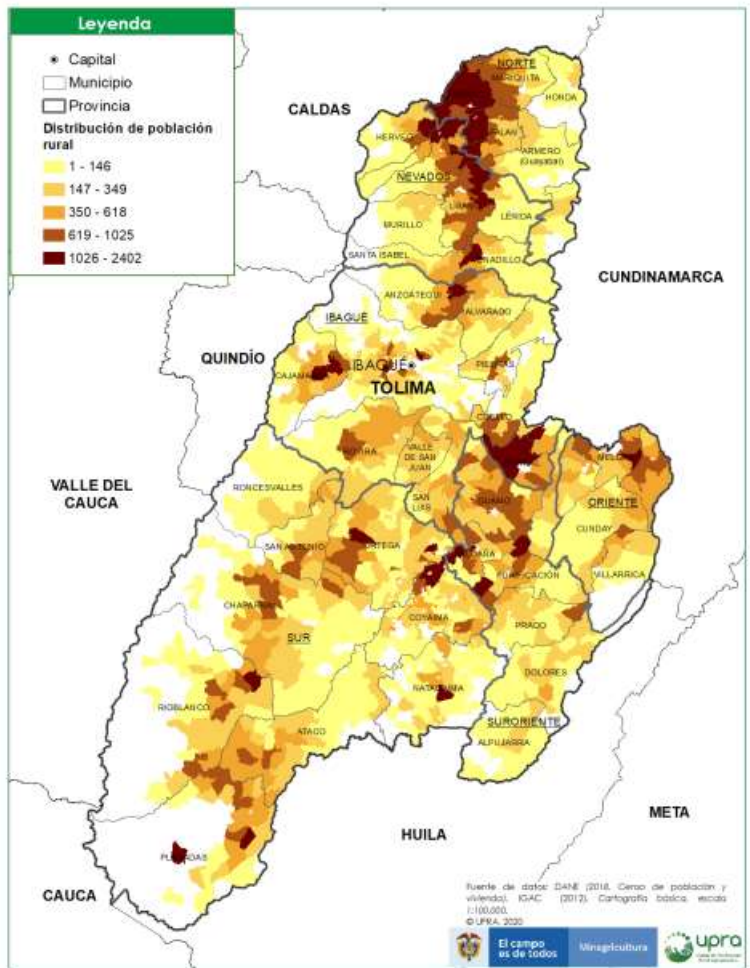 Leyenda
Capital
Municipio
Provincia
Distribución de población
rural
1 - 146
147 - 349
350 - 618
619 - 1025
1026 - 2402
NORTE
MARIQUITA
HONDA
CALDAS
HERVEO
ARMERO
(Guayabal)
NEVADOS
LÉRIDA
MURILLO
SANTA ISABEL
CUNDINAMARCA
ANZOÁTEGUI
ALVARADO
IBAGUÉ
QUINDÍO
IBAGUÉ
PIEDRAS
TOLIMA
VALLE
DE SAN
JUAN
VALLE DEL
CAUCA
RONCESVALLES
SAN
LUIS
ORIENTE
CUNDAY
SAN ANTONIO
ORTEGA
VILLARRICA
PURIFICACIÓN
CHAPARRAL
COYAIMA
PRADO
SUR
DOLORES
RIOBLANCO
NATAGAIMA
ATACO
SURORIENTE
ALPUJARRA
META
HUILA
PLANADAS
CAUCA
Fuente de datos: DANE (2018, Censo de población y
vivienda). IGAC (2012). Cartografía básica, escala
1:100.000.
© UPRA, 2020
El campo
es de todos
Minagricultura
upra